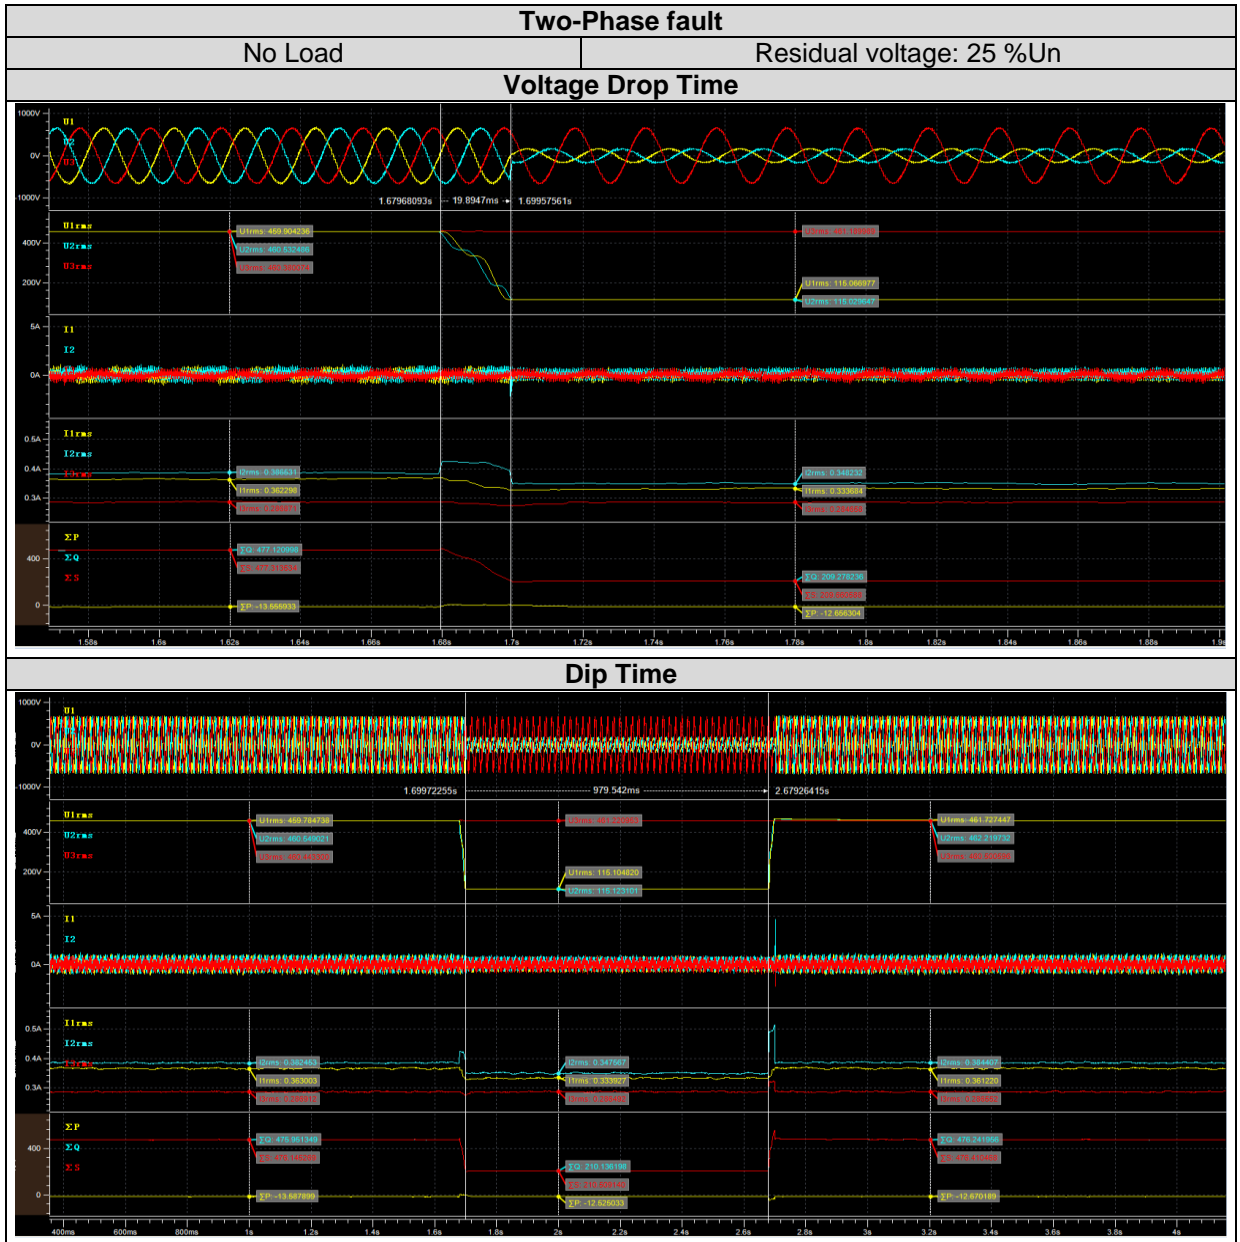 Two-Phase fault
No Load
Residual voltage: 25 %Un
Voltage Drop Time
1000V
U1
U2
U3
0V
-1000V
1.67968093s
19.8947ms
1.69957561s
U1rms
U2rms
U3rms
400V
200V
U1rms: 459.904236
U2rms: 460.532486
U1rms: 115.066977
U2rms: 115.029647
5A
I1
I2
0A
I1rms
I2rms
0.5A
0.4A
0.3A
I2rms: 0.386531
I1rms: 0.362298
I2rms: 0.348232
I1rms: 0.333684
ΣP
ΣQ
ΣS
400
0
ΣQ: 477.120998
ΣP: -13.555933
ΣQ: 209.278236
ΣP: -12.656304
1.58s 1.6s 1.62s 1.64s 1.66s 1.68s 1.7s 1.72s 1.74s 1.76s 1.78s 1.8s 1.82s 1.84s 1.86s 1.88s 1.9s
Dip Time
1000V
U1
0V
-1000V
1.69972255s
979.542ms
2.67926415s
U1rms
U2rms
U3rms
400V
200V
U1rms: 459.784738
U2rms: 460.549021
U1rms: 115.104820
U2rms: 115.123101
U1rms: 461.727447
U2rms: 462.219732
5A
I1
I2
0A
I1rms
I2rms
0.5A
0.4A
0.3A
I2rms: 0.382453
I1rms: 0.363003
I2rms: 0.347567
I1rms: 0.333927
I2rms: 0.384407
I1rms: 0.361220
ΣP
ΣQ
ΣS
400
0
ΣQ: 475.951349
ΣP: -13.687899
ΣQ: 210.136198
ΣP: -12.525033
ΣQ: 476.241956
ΣP: -12.670189
400ms 600ms 800ms 1s 1.2s 1.4s 1.6s 1.8s 2s 2.2s 2.4s 2.6s 2.8s 3s 3.2s 3.4s 3.6s 3.8s 4s